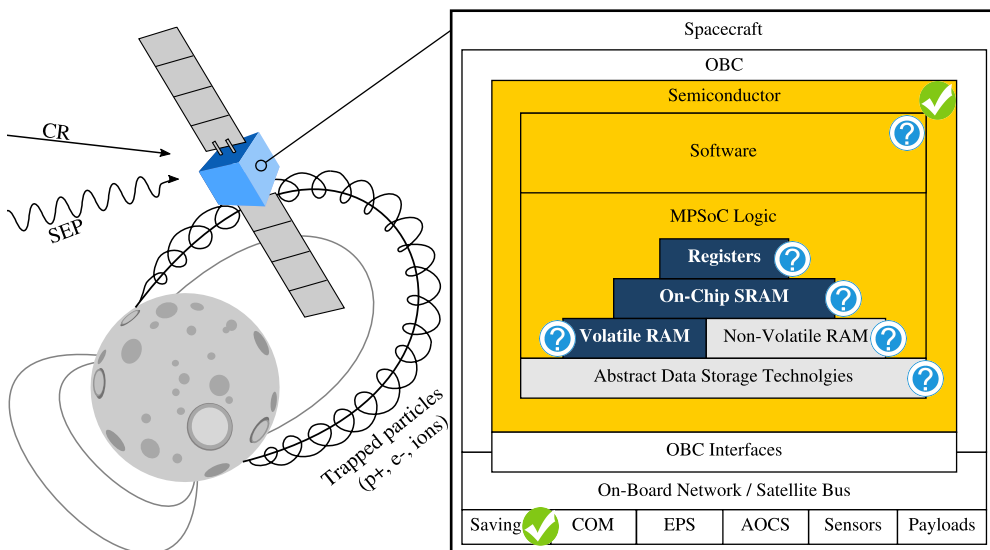 CR
SEP
Trapped particles
(p+, e-, ions)
Spacecraft
OBC
Semiconductor
?
Software
MPSoC Logic
Registers ?
On-Chip SRAM ?
? Volatile RAM Non-Volatile RAM ?
Abstract Data Storage Technolgies ?
OBC Interfaces
On-Board Network / Satellite Bus
Saving COM EPS AOCS Sensors Payloads